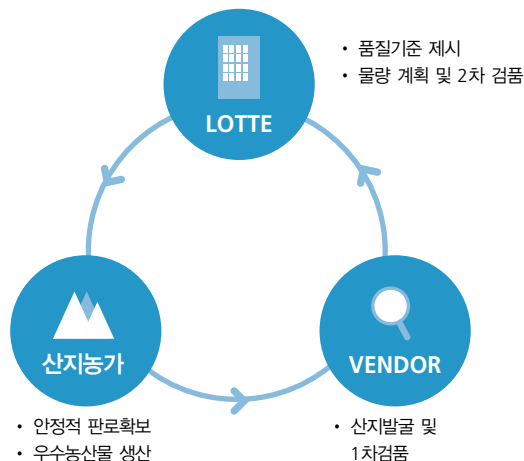 • 품질기준 제시
• 물량 계획 및 2차 검품
LOTTE
산지농가
VENDOR
• 안정적 판로확보
• 우수농산물 생산
• 산지발굴 및
1차검품